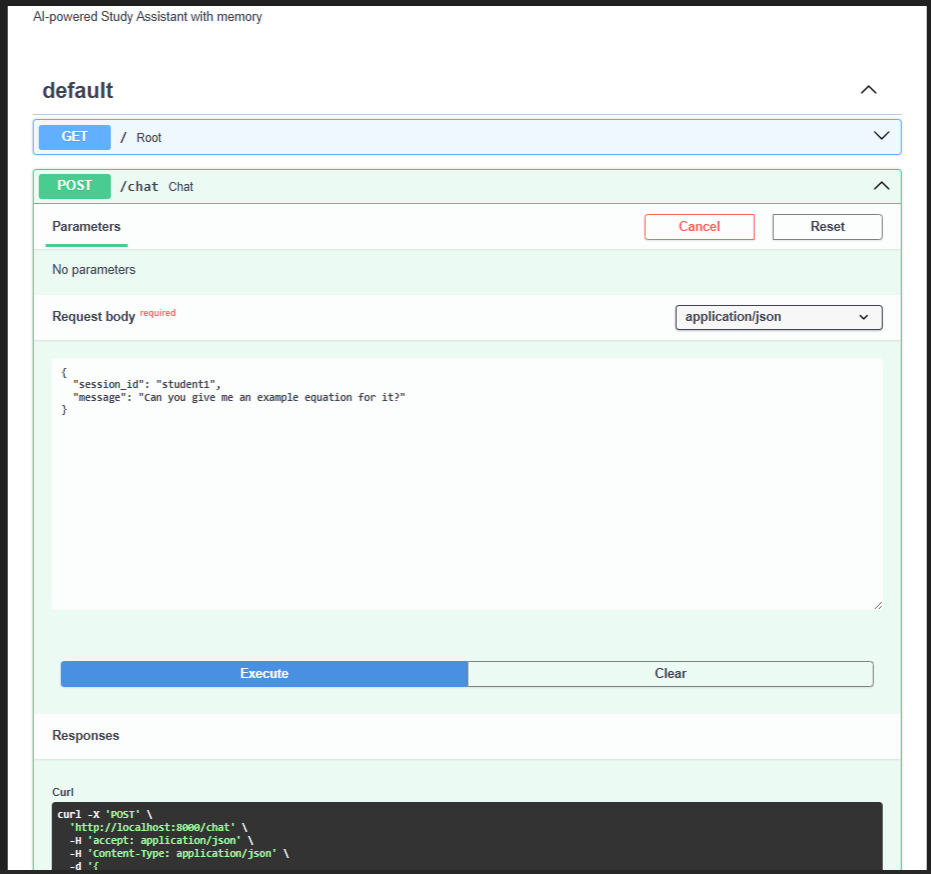 AI-powered Study Assistant with memory
default
GET / Root
POST /chat Chat
Parameters Cancel Reset
No parameters
Request body required application/json
{
  "session_id": "student1",
  "message": "Can you give me an example equation for it?"
}
Execute Clear
Responses
Curl
curl -X 'POST' \
  'http://localhost:8000/chat' \
  -H 'accept: application/json' \
  -H 'Content-Type: application/json' \
  -d '{